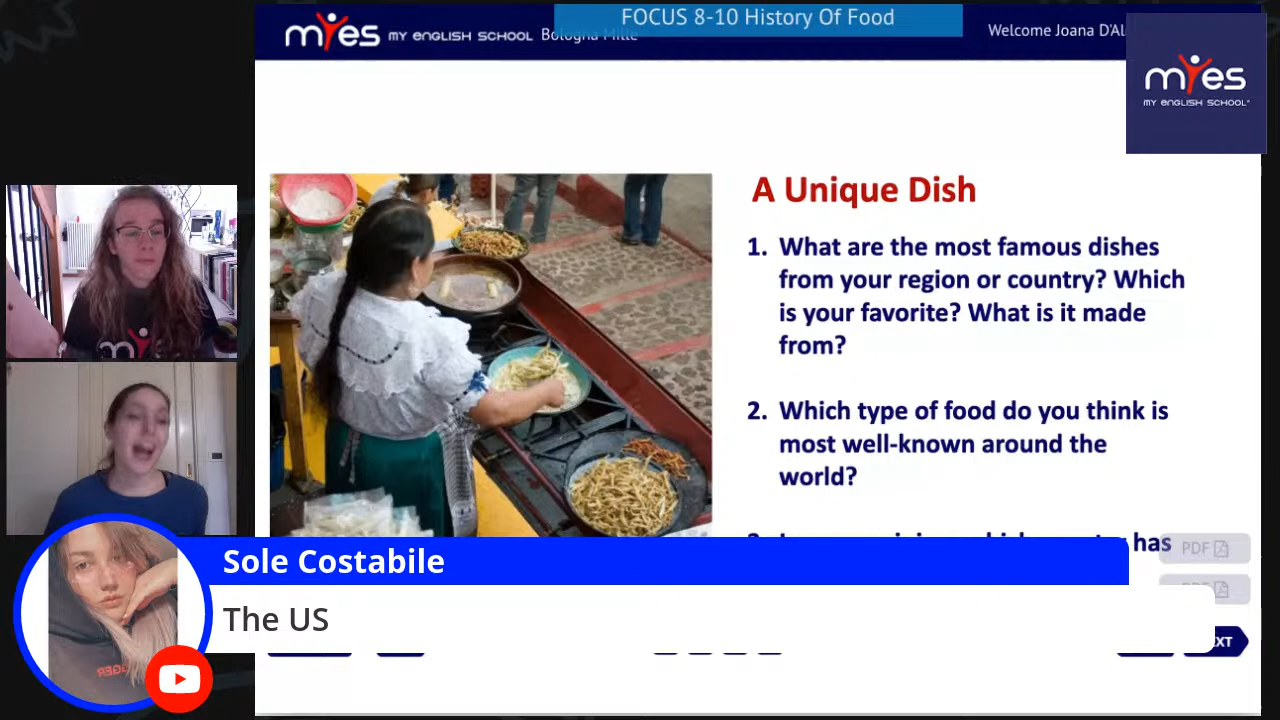 FOCUS 8-10 History Of Food
myes MY ENGLISH SCHOOL Bologna Mille
Welcome Joana D'Al
myes
MY ENGLISH SCHOOL
A Unique Dish
1. What are the most famous dishes
from your region or country? Which
is your favorite? What is it made
from?
2. Which type of food do you think is
most well-known around the
world?
has
PDF
Sole Costabile
The US